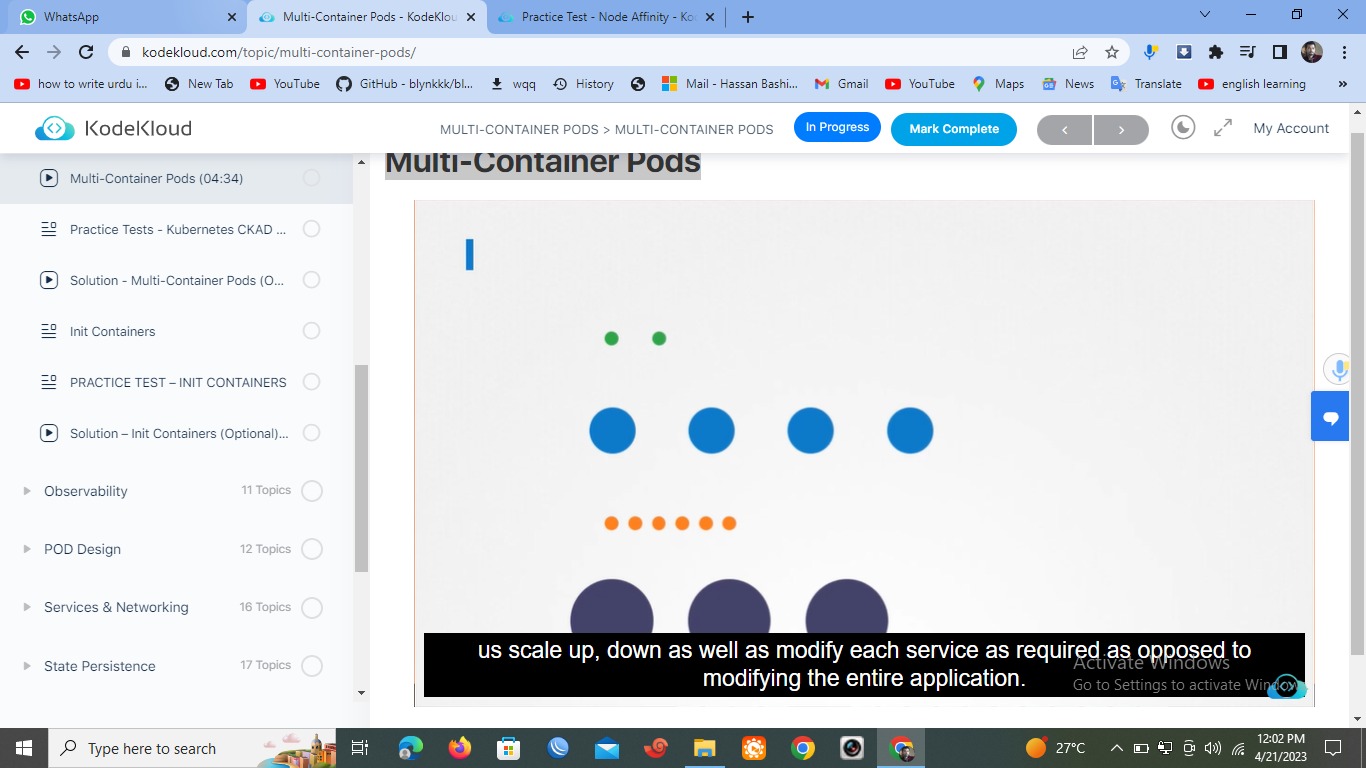 WhatsApp
Multi-Container Pods - KodeKlou
Practice Test - Node Affinity - Ko
kodekloud.com/topic/multi-container-pods/
how to write urdu i...
New Tab
YouTube
GitHub - blynkkk/bl...
wqq
History
Mail - Hassan Bashi...
Gmail
YouTube
Maps
News
Translate
english learning
»
KodeKloud
MULTI-CONTAINER PODS > MULTI-CONTAINER PODS
In Progress
Mark Complete
My Account
Multi-Container Pods
Multi-Container Pods (04:34)
Practice Tests - Kubernetes CKAD ...
Solution - Multi-Container Pods (O...
Init Containers
PRACTICE TEST – INIT CONTAINERS
Solution – Init Containers (Optional)...
Observability
11 Topics
POD Design
12 Topics
Services & Networking
16 Topics
State Persistence
17 Topics
us scale up, down as well as modify each service as required as opposed to
modifying the entire application.
Activate Windows
Go to Settings to activate Windows
Type here to search
27°C
12:02 PM
4/21/2023